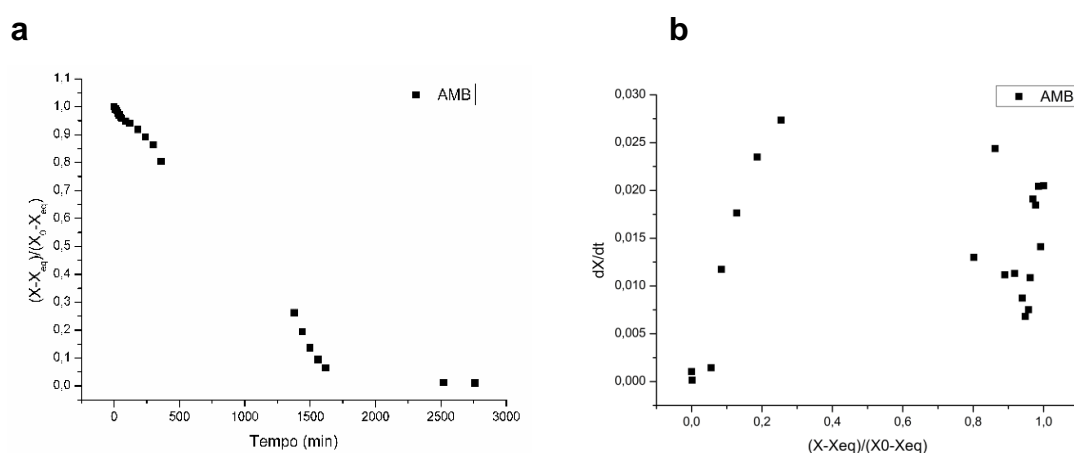 a
b
1,1
1,0
0,9
0,8
0,7
0,6
0,5
0,4
0,3
0,2
0,1
0,0
(X-Xeq)/(X0-Xeq)
AMB
0 500 1000 1500 2000 2500 3000
Tempo (min)
0,030
0,025
0,020
0,015
0,010
0,005
0,000
dX/dt
AMB
0,0 0,2 0,4 0,6 0,8 1,0
(X-Xeq)/(X0-Xeq)